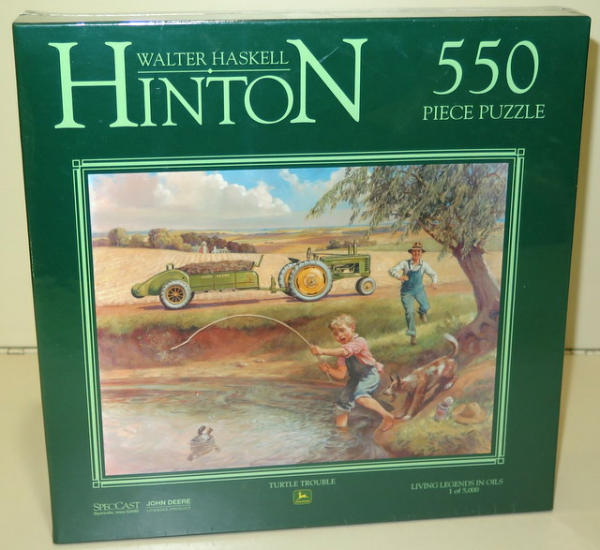 WALTER HASKELL
HINTON
550
PIECE PUZZLE
TURTLE TROUBLE
LIVING LEGENDS IN OILS
1 of 5,000
SPECCAST
JOHN DEERE